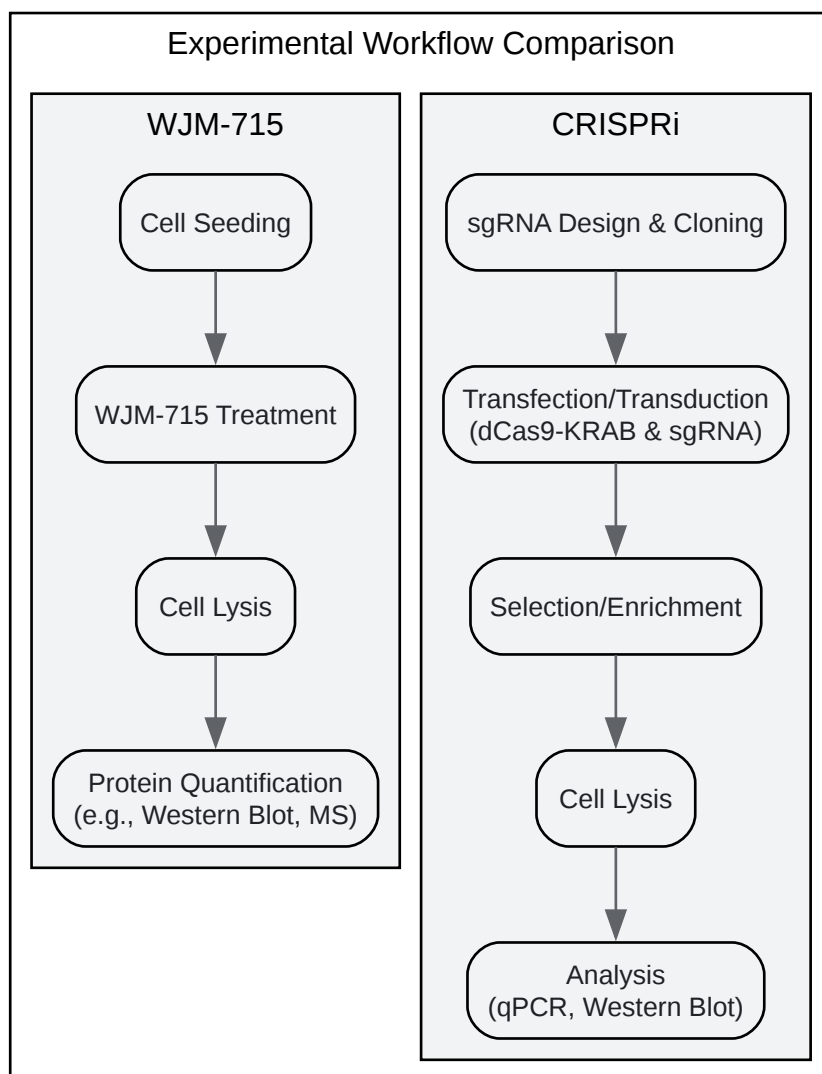 Experimental Workflow Comparison
WJM-715
Cell Seeding
WJM-715 Treatment
Cell Lysis
Protein Quantification
(e.g., Western Blot, MS)
CRISPRi
sgRNA Design & Cloning
Transfection/Transduction
(dCas9-KRAB & sgRNA)
Selection/Enrichment
Cell Lysis
Analysis
(qPCR, Western Blot)